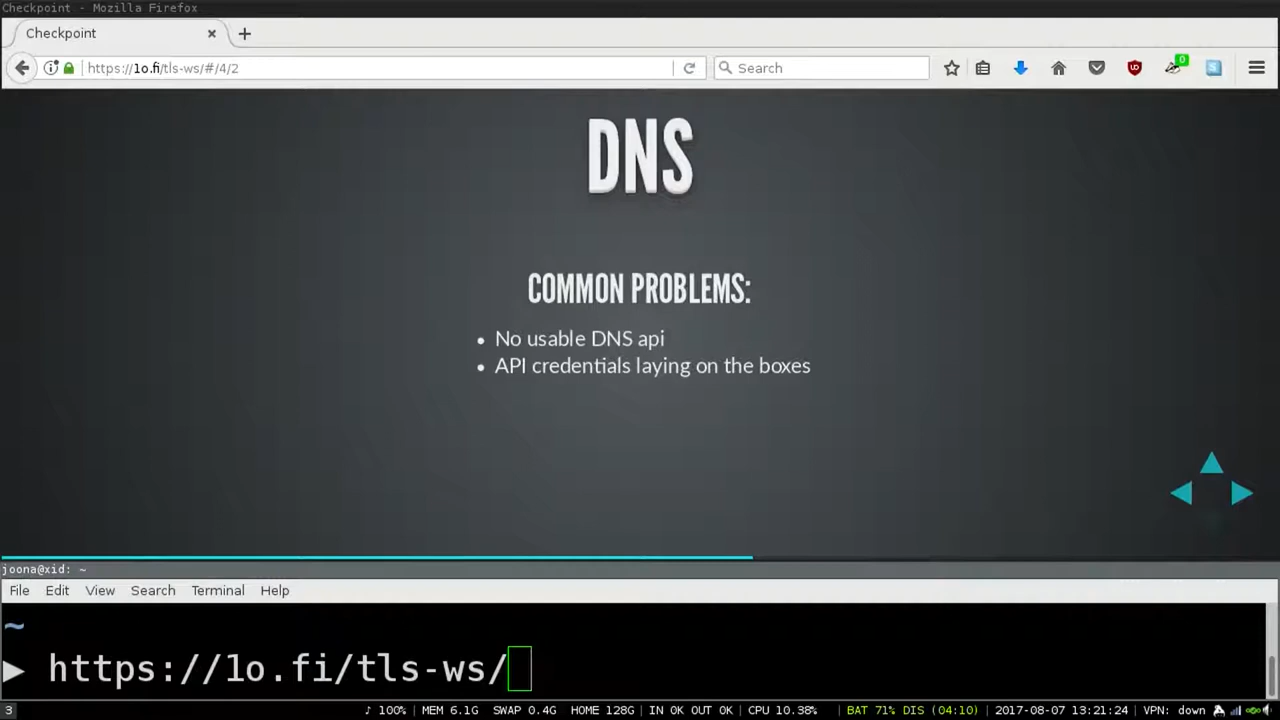 Checkpoint - Mozilla Firefox
Checkpoint
https://1o.fi/tls-ws/#/4/2
Search
0
S
DNS
COMMON PROBLEMS:
• No usable DNS api
• API credentials laying on the boxes
joona@xid: ~
File Edit View Search Terminal Help
~
https://1o.fi/tls-ws/
3 ♪ 100% | MEM 6.1G | SWAP 0.4G | HOME 128G | IN OK OUT OK | CPU 10.38% | BAT 71% DIS (04:10) | 2017-08-07 13:21:24 | VPN: down